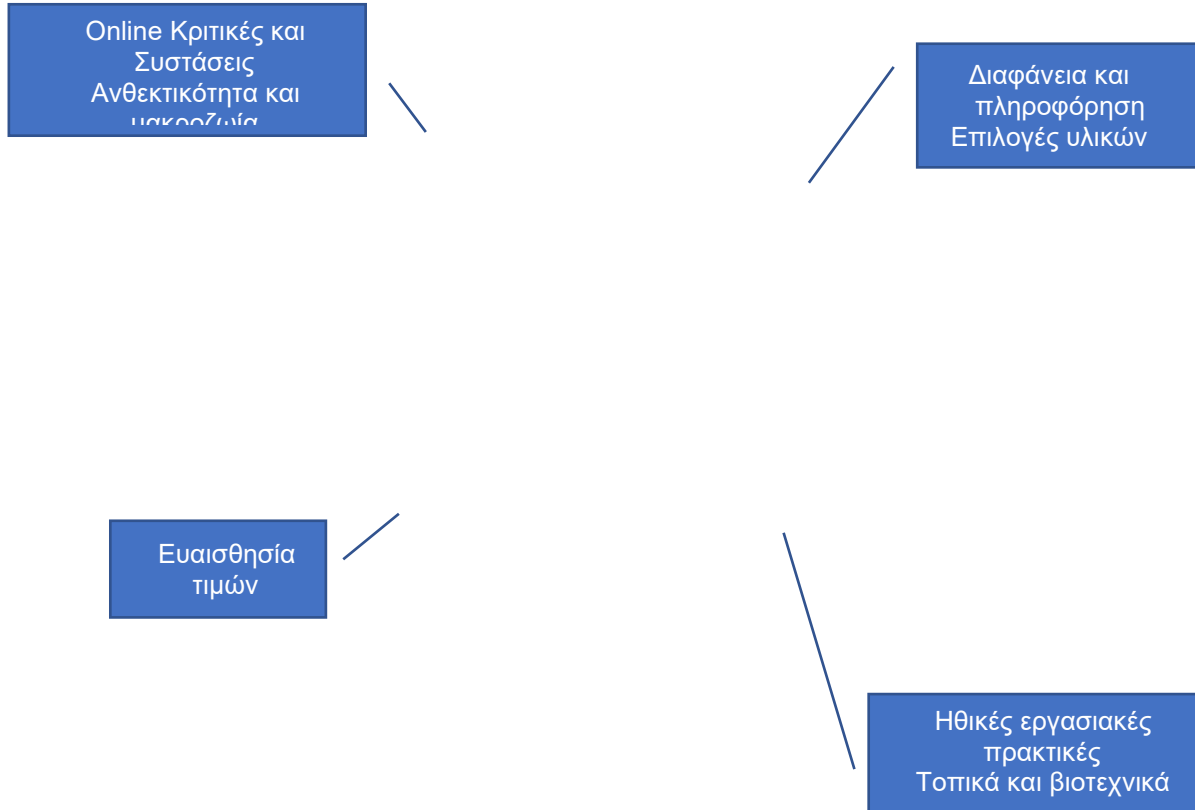 Online Κριτικές και
Συστάσεις
Ανθεκτικότητα και
μακροζωία
Διαφάνεια και
πληροφόρηση
Επιλογές υλικών
Ευαισθησία
τιμών
Ηθικές εργασιακές
πρακτικές
Τοπικά και βιοτεχνικά